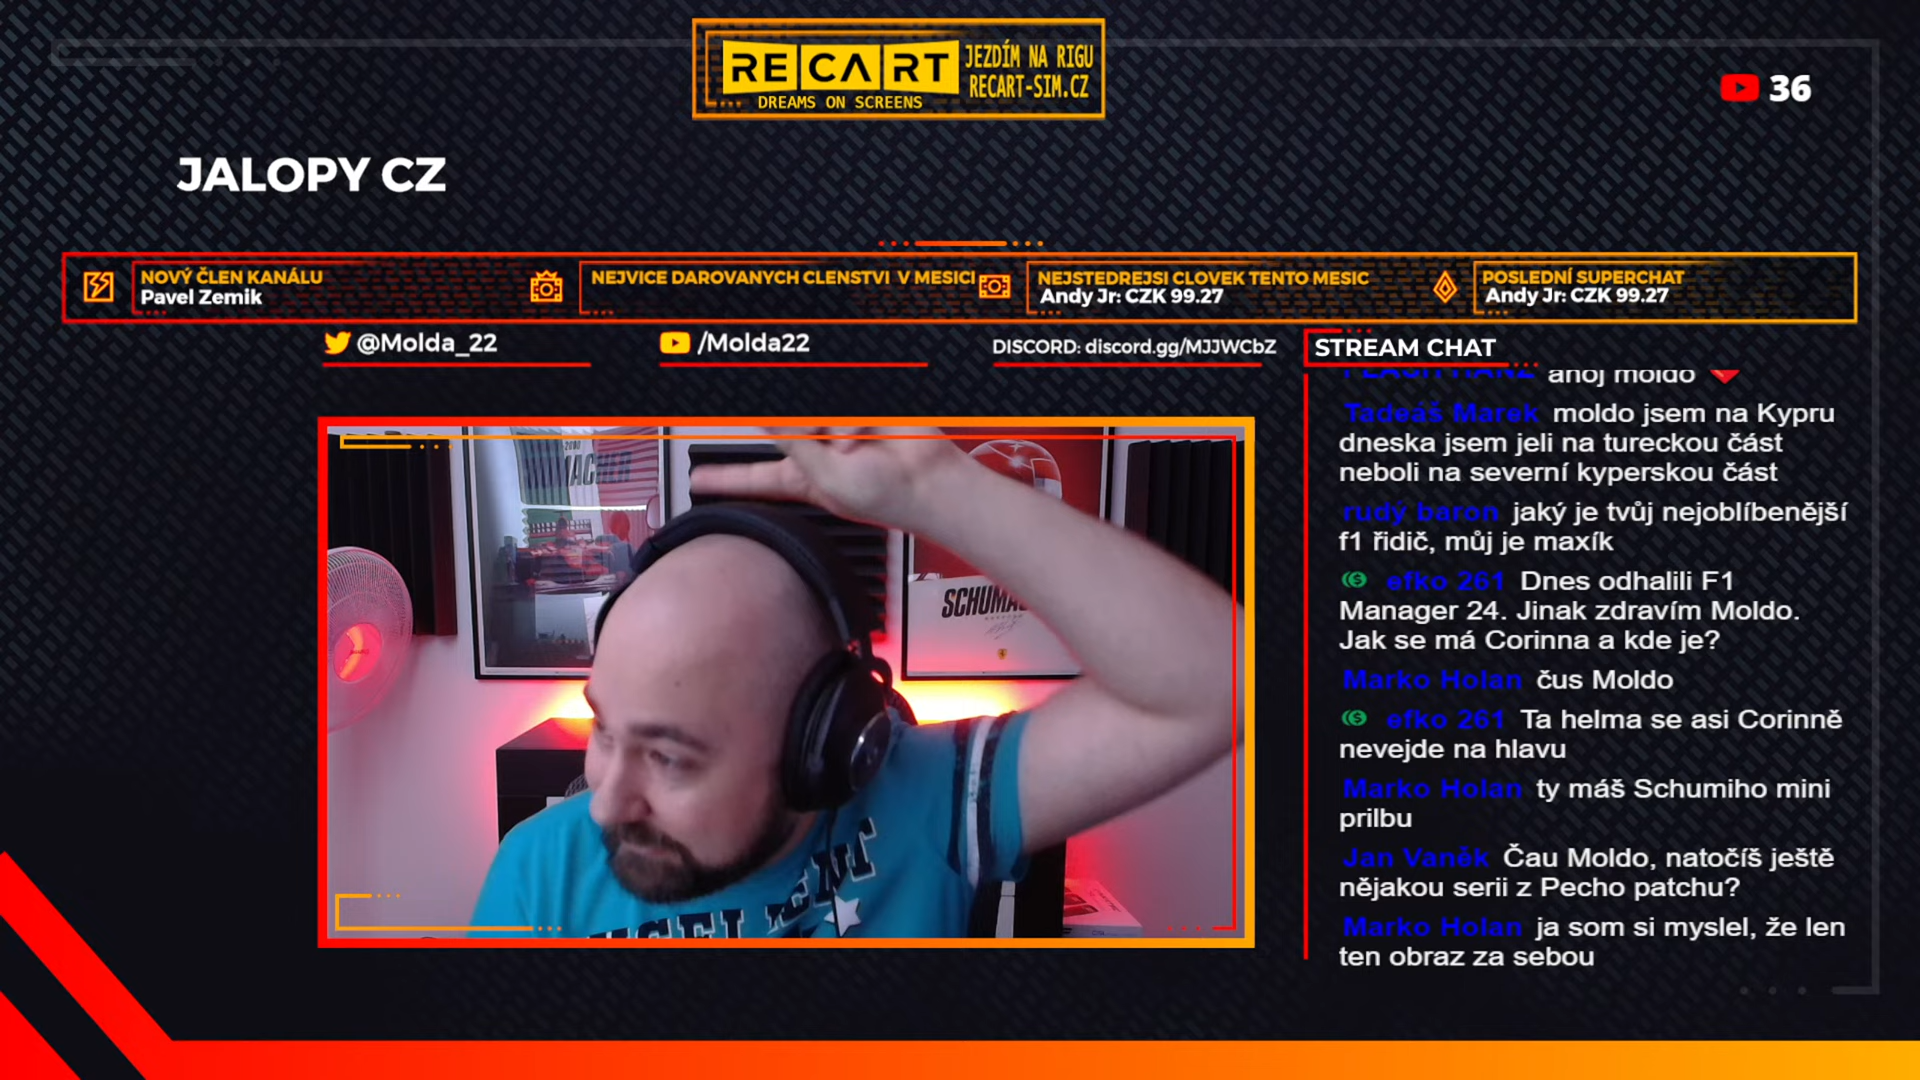 RECART
DREAMS ON SCREENS
JEZDÍM NA RIGU
RECART-SIM.CZ
36
JALOPY CZ
NOVÝ ČLEN KANÁLU
Pavel Zemik
NEJVICE DAROVANYCH CLENSTVI V MESICI
NEJSTEDREJSI CLOVEK TENTO MESIC
Andy Jr: CZK 99.27
POSLEDNÍ SUPERCHAT
Andy Jr: CZK 99.27
@Molda_22
/Molda22
DISCORD: discord.gg/MJJWCbZ
STREAM CHAT
ahoj moldo
Tadeáš Marek moldo jsem na Kypru
dneska jsem jeli na tureckou část
neboli na severní kyperskou část
rudý baron jaký je tvůj nejoblíbenější
f1 řidič, můj je maxík
efko 261 Dnes odhalili F1
Manager 24. Jinak zdravím Moldo.
Jak se má Corinna a kde je?
Marko Holan čus Moldo
efko 261 Ta helma se asi Corinně
nevejde na hlavu
Marko Holan ty máš Schumiho mini
prilbu
Jan Vaněk Čau Moldo, natočíš ještě
nějakou serii z Pecho patchu?
Marko Holan ja som si myslel, že len
ten obraz za sebou